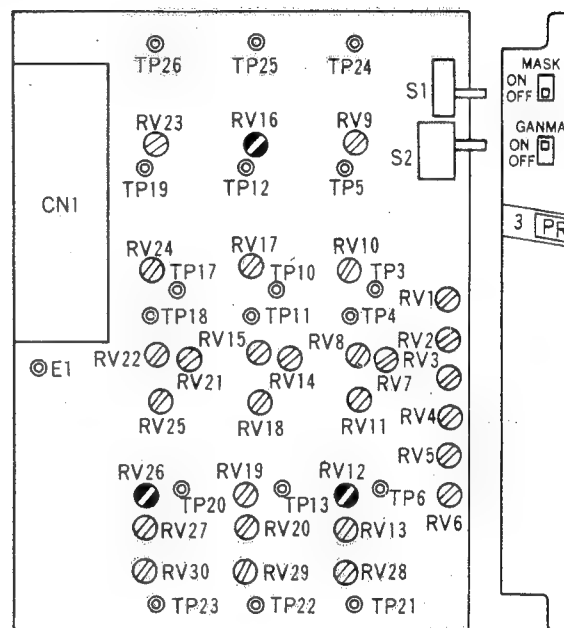 TP26 TP25 TP24
S1
MASK
ON
OFF
RV23 RV16 RV9
GANMA
ON
OFF
S2
TP19 TP12 TP5
CN1
3 PR
RV24 RV17 RV10
TP17 TP10 TP3
RV1
TP18 TP11 TP4
RV22 RV15 RV8 RV2
RV3
E1
RV21 RV14 RV7
RV25 RV18 RV11 RV4
RV5
RV26 RV19 RV12
TP20 TP13 TP6
RV6
RV27 RV20 RV13
RV30 RV29 RV28
TP23 TP22 TP21